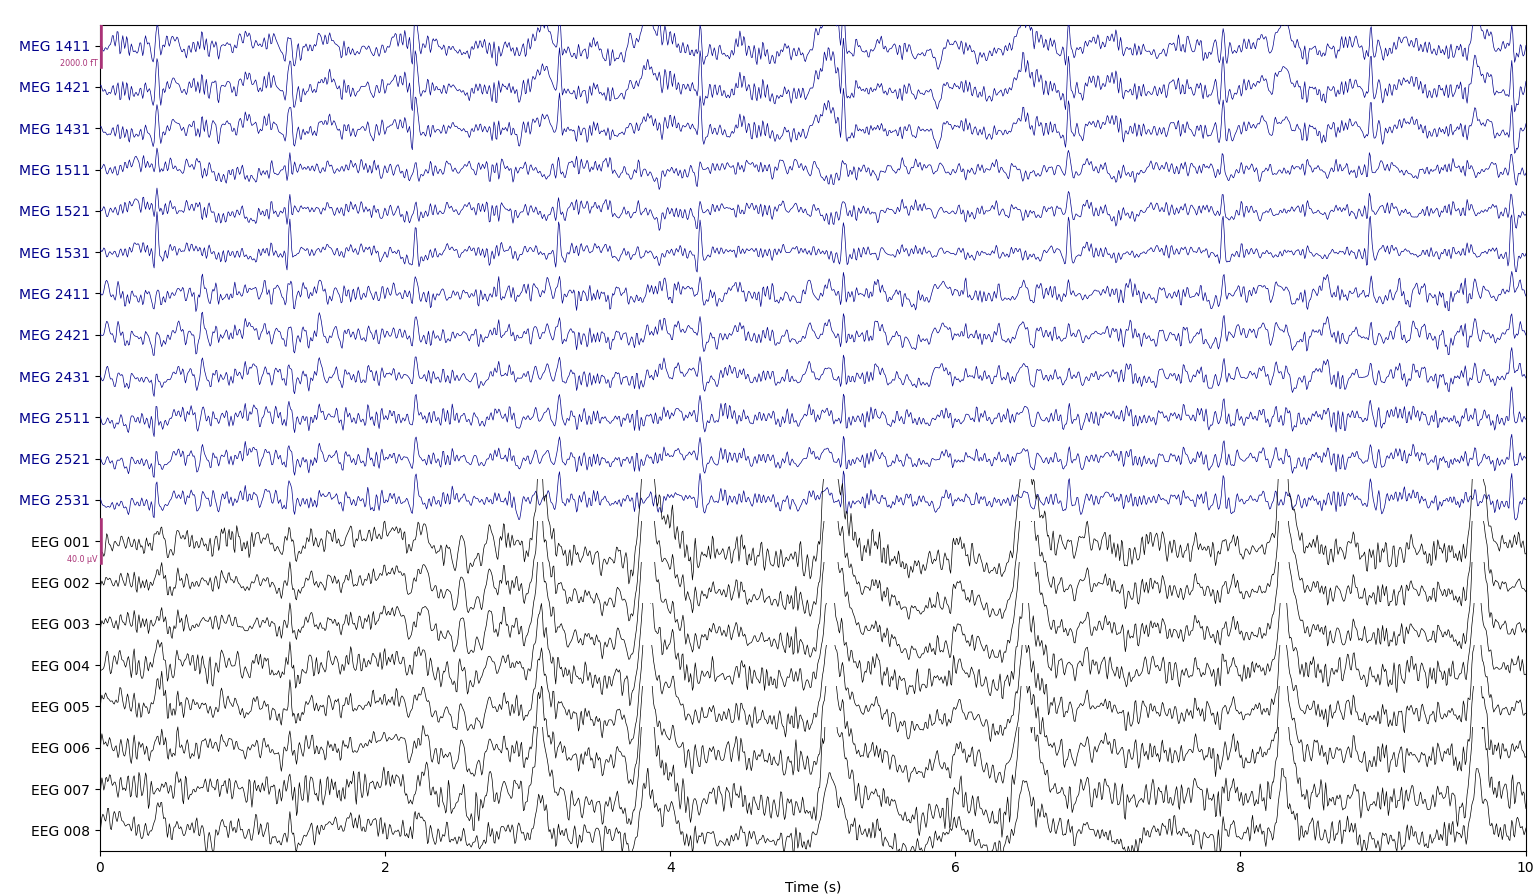 MEG 1411
2000.0 fT
MEG 1421
MEG 1431
MEG 1511
MEG 1521
MEG 1531
MEG 2411
MEG 2421
MEG 2431
MEG 2511
MEG 2521
MEG 2531
EEG 001
40.0 µV
EEG 002
EEG 003
EEG 004
EEG 005
EEG 006
EEG 007
EEG 008
0 2 4 6 8 10
Time (s)